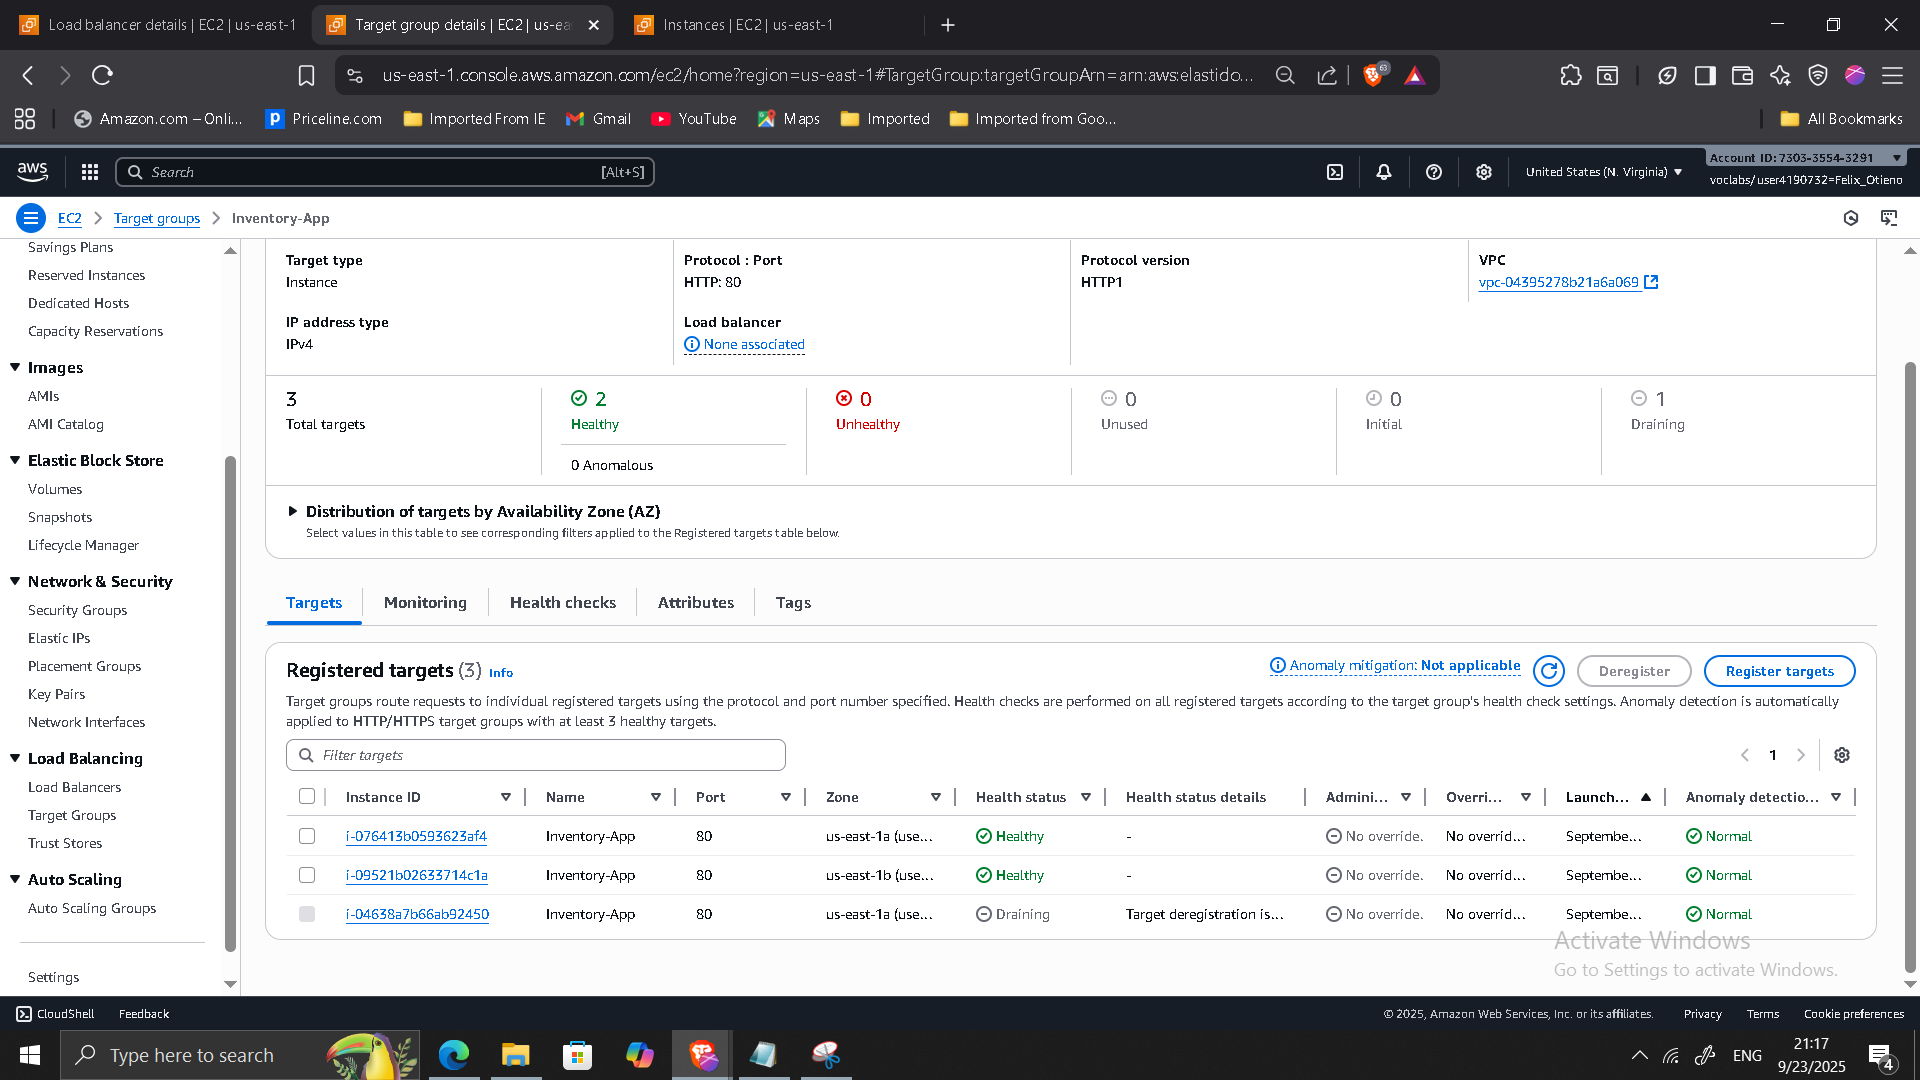 Load balancer details | EC2 | us-east-1
Target group details | EC2 | us-ea
Instances | EC2 | us-east-1
us-east-1.console.aws.amazon.com/ec2/home?region=us-east-1#TargetGroup:targetGroupArn=arn:aws:elastido...
63
Amazon.com – Onli...
Priceline.com
Imported From IE
Gmail
YouTube
Maps
Imported
Imported from Goo...
All Bookmarks
aws
Search
[Alt+S]
United States (N. Virginia)
Account ID: 7303-3554-3291
voclabs/user4190732=Felix_Otieno
EC2
Target groups
Inventory-App
Savings Plans
Reserved Instances
Dedicated Hosts
Capacity Reservations
Images
AMIs
AMI Catalog
Elastic Block Store
Volumes
Snapshots
Lifecycle Manager
Network & Security
Security Groups
Elastic IPs
Placement Groups
Key Pairs
Network Interfaces
Load Balancing
Load Balancers
Target Groups
Trust Stores
Auto Scaling
Auto Scaling Groups
Settings
Target type
Instance
Protocol : Port
HTTP: 80
Protocol version
HTTP1
VPC
vpc-04395278b21a6a069
IP address type
IPv4
Load balancer
None associated
3
Total targets
2
Healthy
0 Anomalous
0
Unhealthy
0
Unused
0
Initial
1
Draining
Distribution of targets by Availability Zone (AZ)
Select values in this table to see corresponding filters applied to the Registered targets table below.
Targets
Monitoring
Health checks
Attributes
Tags
Registered targets (3) Info
Anomaly mitigation: Not applicable
Deregister
Register targets
Target groups route requests to individual registered targets using the protocol and port number specified. Health checks are performed on all registered targets according to the target group's health check settings. Anomaly detection is automatically
applied to HTTP/HTTPS target groups with at least 3 healthy targets.
Filter targets
1
Instance ID Name Port Zone Health status Health status details Admini... Overri... Launch... Anomaly detectio...
i-076413b0593623af4 Inventory-App 80 us-east-1a (use... Healthy - No override. No overrid... Septembe... Normal
i-09521b02633714c1a Inventory-App 80 us-east-1b (use... Healthy - No override. No overrid... Septembe... Normal
i-04638a7b66ab92450 Inventory-App 80 us-east-1a (use... Draining Target deregistration is... No override. No overrid... Septembe... Normal
Activate Windows
Go to Settings to activate Windows.
CloudShell
Feedback
© 2025, Amazon Web Services, Inc. or its affiliates.
Privacy
Terms
Cookie preferences
Type here to search
ENG
21:17
9/23/2025
4